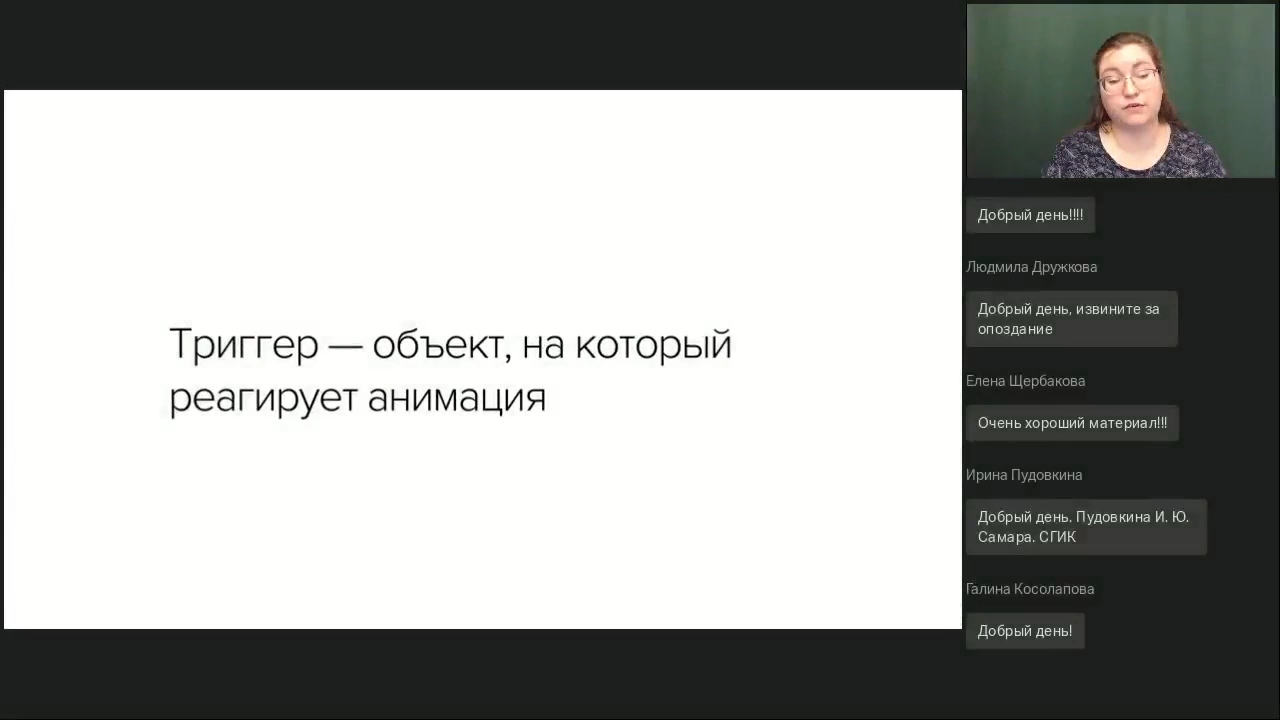 Триггер — объект, на который
реагирует анимация
Добрый день!!!!
Людмила Дружкова
Добрый день, извините за
опоздание
Елена Щербакова
Очень хороший материал!!!
Ирина Пудовкина
Добрый день. Пудовкина И. Ю.
Самара. СГИК
Галина Косолапова
Добрый день!